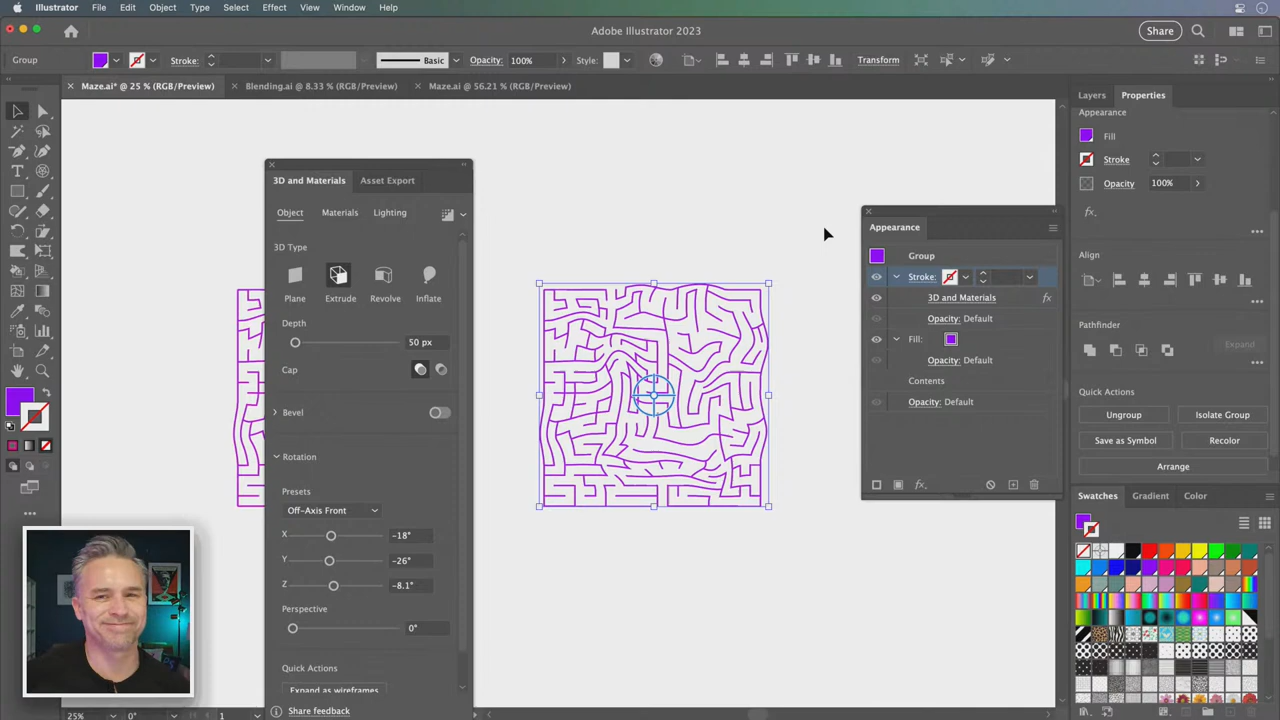 Illustrator File Edit Object Type Select Effect View Window Help
Adobe Illustrator 2023
Share
Group
Stroke:
Basic
Opacity: 100%
Style:
Transform
Maze.ai* @ 25 % (RGB/Preview)
Blending.ai @ 8.33 % (RGB/Preview)
Maze.ai @ 56.21 % (RGB/Preview)
3D and Materials
Asset Export
Object
Materials
Lighting
3D Type
Plane
Extrude
Revolve
Inflate
Depth
50 px
Cap
Bevel
Rotation
Presets
Off-Axis Front
X
-18°
Y
-26°
Z
-8.1°
Perspective
0°
Quick Actions
Expand as wireframes
Share feedback
25%
0°
1
Appearance
Group
Stroke:
3D and Materials
fx
Opacity: Default
Fill:
Opacity: Default
Contents
Opacity: Default
fx.
Layers
Properties
Appearance
Fill
Stroke
Opacity
100%
fx.
Align
Pathfinder
Expand
Quick Actions
Ungroup
Isolate Group
Save as Symbol
Recolor
Arrange
Swatches
Gradient
Color